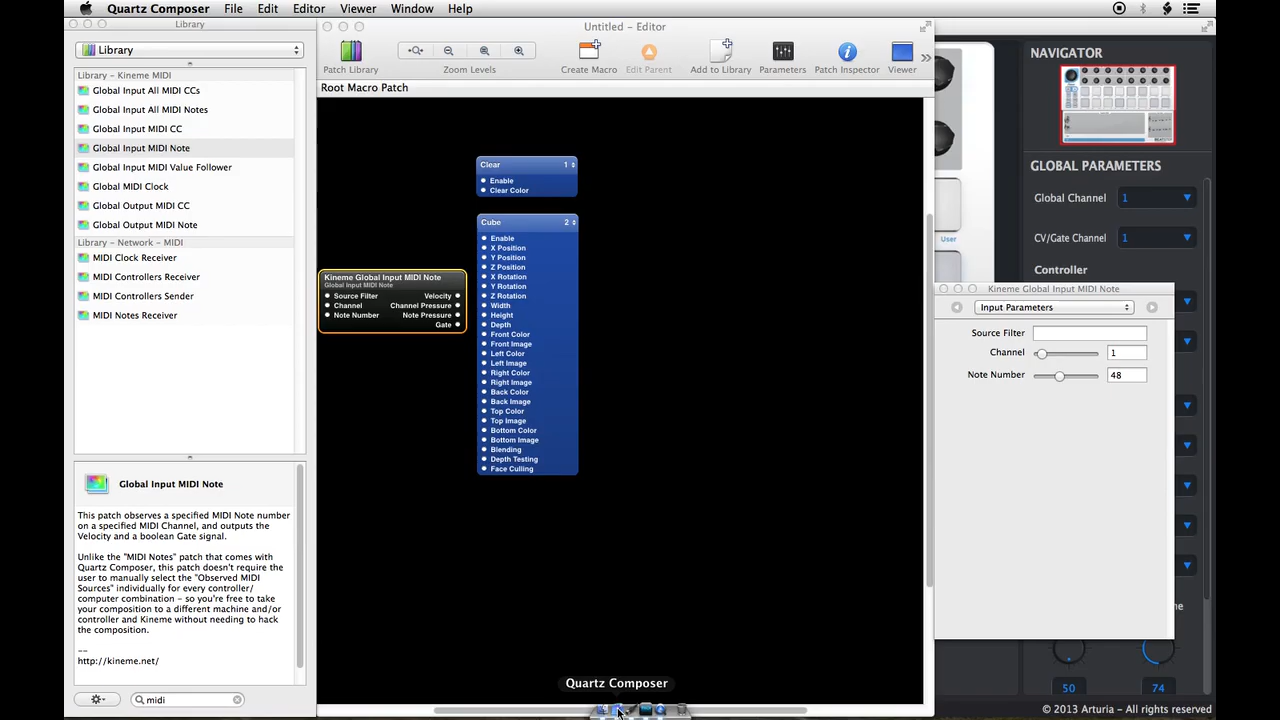 Quartz Composer File Edit Editor Viewer Window Help
Library
Library
Library – Kineme MIDI
Global Input All MIDI CCs
Global Input All MIDI Notes
Global Input MIDI CC
Global Input MIDI Note
Global Input MIDI Value Follower
Global MIDI Clock
Global Output MIDI CC
Global Output MIDI Note
Library – Network – MIDI
MIDI Clock Receiver
MIDI Controllers Receiver
MIDI Controllers Sender
MIDI Notes Receiver
Global Input MIDI Note
This patch observes a specified MIDI Note number
on a specified MIDI Channel, and outputs the
Velocity and a boolean Gate signal.
Unlike the "MIDI Notes" patch that comes with
Quartz Composer, this patch doesn't require the
user to manually select the "Observed MIDI
Sources" individually for every controller/
computer combination – so you're free to take
your composition to a different machine and/or
controller and Kineme without needing to hack
the composition.
--
http://kineme.net/
midi
Untitled – Editor
Patch Library
Zoom Levels
Create Macro
Edit Parent
Add to Library
Parameters
Patch Inspector
Viewer
Root Macro Patch
Clear 1
Enable
Clear Color
Cube 2
Enable
X Position
Y Position
Z Position
X Rotation
Y Rotation
Z Rotation
Width
Height
Depth
Front Color
Front Image
Left Color
Left Image
Right Color
Right Image
Back Color
Back Image
Top Color
Top Image
Bottom Color
Bottom Image
Blending
Depth Testing
Face Culling
Kineme Global Input MIDI Note
Global Input MIDI Note
Source Filter Velocity
Channel Channel Pressure
Note Number Note Pressure
Gate
Quartz Composer
User
NAVIGATOR
GLOBAL PARAMETERS
Global Channel 1
CV/Gate Channel 1
Controller
Kineme Global Input MIDI Note
Input Parameters
Source Filter
Channel 1
Note Number 48
50 74
© 2013 Arturia – All rights reserved